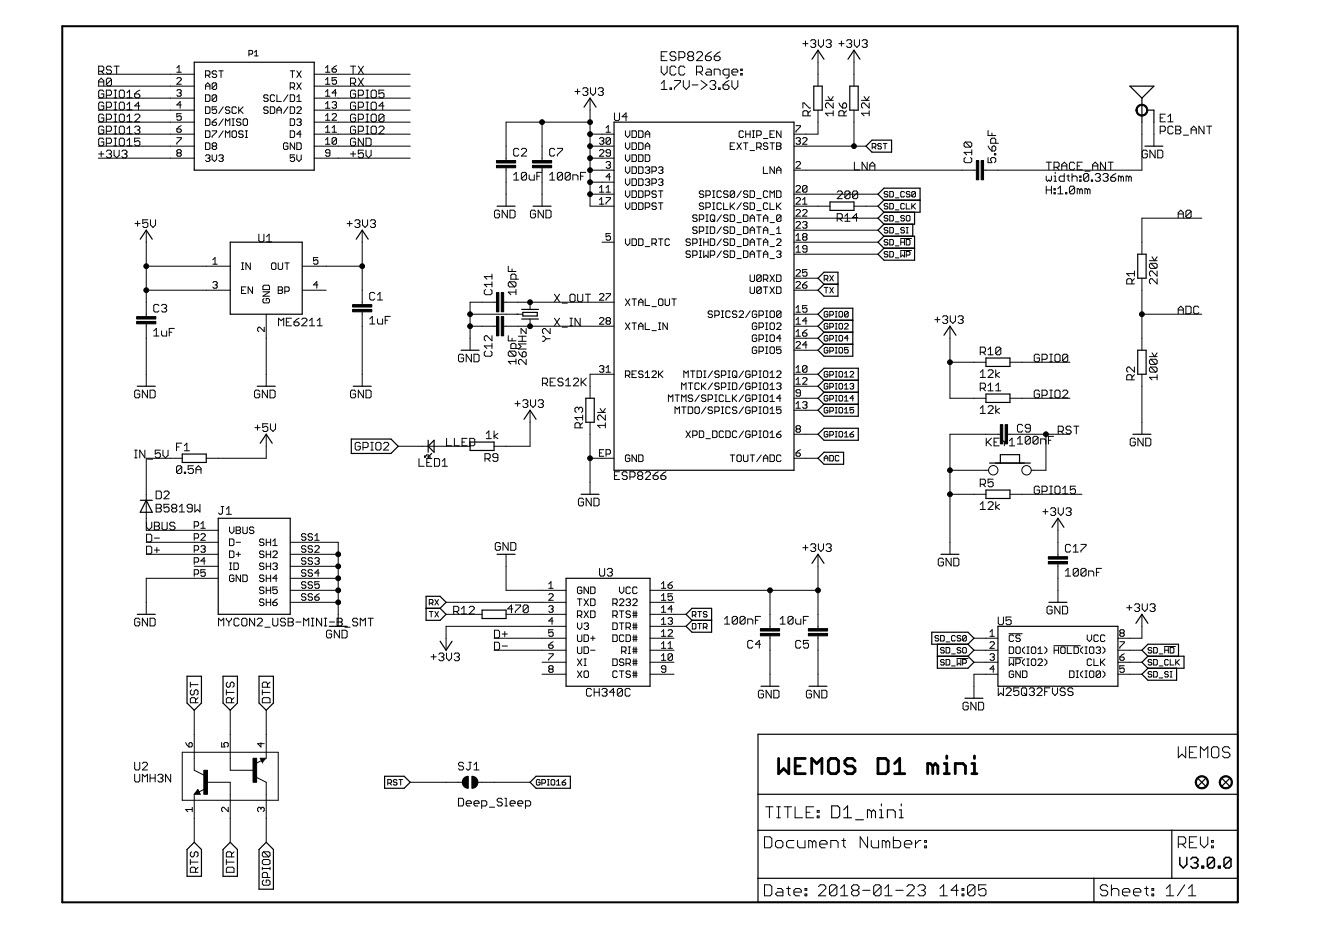 P1
RST 1 RST TX 16 TX
A0 2 A0 RX 15 RX
GPIO16 3 D0 SCL/D1 14 GPIO5
GPIO14 4 D5/SCK SDA/D2 13 GPIO4
GPIO12 5 D6/MISO D3 12 GPIO0
GPIO13 6 D7/MOSI D4 11 GPIO2
GPIO15 7 D8 GND 10 GND
+3V3 8 3V3 5V 9 +5V
+5V
+3V3
U1
1 IN OUT 5
3 EN BP 4
GND
2
ME6211
C3
1uF
C1
1uF
GND
GND
GND
+5V
IN_5V
F1
0.5A
D2
B5819W
J1
VBUS P1 VBUS
D- P2 D- SH1 SS1
D+ P3 D+ SH2 SS2
P4 ID SH3 SS3
P5 GND SH4 SS4
SH5 SS5
SH6 SS6
GND
MYCON2_USB-MINI-B_SMT
GND
RST
RTS
DTR
6 5 4
U2
UMH3N
1 2 3
RTS
DTR
GPIO0
ESP8266
VCC Range:
1.7V->3.6V
+3V3
C2
10uF
C7
100nF
GND GND
U4
1 VDDA
30 VDDA
29 VDDD
3 VDD3P3
4 VDD3P3
11 VDDPST
17 VDDPST
5 VDD_RTC
X_OUT 27 XTAL_OUT
X_IN 28 XTAL_IN
RES12K 31 RES12K
EP GND
ESP8266
C11
10pF
C12
10pF
26MHz
Y2
GND
R13
12k
GND
+3V3 +3V3
R7
12k
R6
12k
CHIP_EN 7
EXT_RSTB 32 RST
LNA 2 LNA
SPICS0/SD_CMD 20 SD_CS0
SPICLK/SD_CLK 21 200 R14 SD_CLK
SPIQ/SD_DATA_0 22 SD_SO
SPID/SD_DATA_1 23 SD_SI
SPIHD/SD_DATA_2 18 SD_HD
SPIWP/SD_DATA_3 19 SD_WP
U0RXD 25 RX
U0TXD 26 TX
SPICS2/GPIO0 15 GPIO0
GPIO2 14 GPIO2
GPIO4 16 GPIO4
GPIO5 24 GPIO5
MTDI/SPIQ/GPIO12 10 GPIO12
MTCK/SPID/GPIO13 12 GPIO13
MTMS/SPICLK/GPIO14 9 GPIO14
MTDO/SPICS/GPIO15 13 GPIO15
XPD_DCDC/GPIO16 8 GPIO16
TOUT/ADC 6 ADC
C10
5.6pF
TRACE_ANT
width:0.336mm
H:1.0mm
E1
PCB_ANT
GND
A0
R1
220k
ADC
R2
100k
GND
GPIO2
LED1
LLED
1k
R9
+3V3
+3V3
R10 GPIO0
12k
R11 GPIO2
12k
C9
100nF
RST
KEY1
R5 GPIO15
12k
GND
+3V3
C17
100nF
GND
GND
U3
1 GND VCC 16
RX 2 TXD R232 15
TX R12 470 3 RXD RTS# 14 RTS
4 V3 DTR# 13 DTR
D+ 5 UD+ DCD# 12
D- 6 UD- RI# 11
7 XI DSR# 10
8 XO CTS# 9
+3V3
CH340C
+3V3
100nF
C4
10uF
C5
GND GND
U5
+3V3
SD_CS0 1 CS VCC 8
SD_SO 2 DO(IO1) HOLD(IO3) 7 SD_HD
SD_WP 3 WP(IO2) CLK 6 SD_CLK
4 GND DI(IO0) 5 SD_SI
W25Q32FVSS
GND
RST
SJ1
GPIO16
Deep_Sleep
WEMOS D1 mini
WEMOS
TITLE: D1_mini
Document Number:
REV:
V3.0.0
Date: 2018-01-23 14:05
Sheet: 1/1